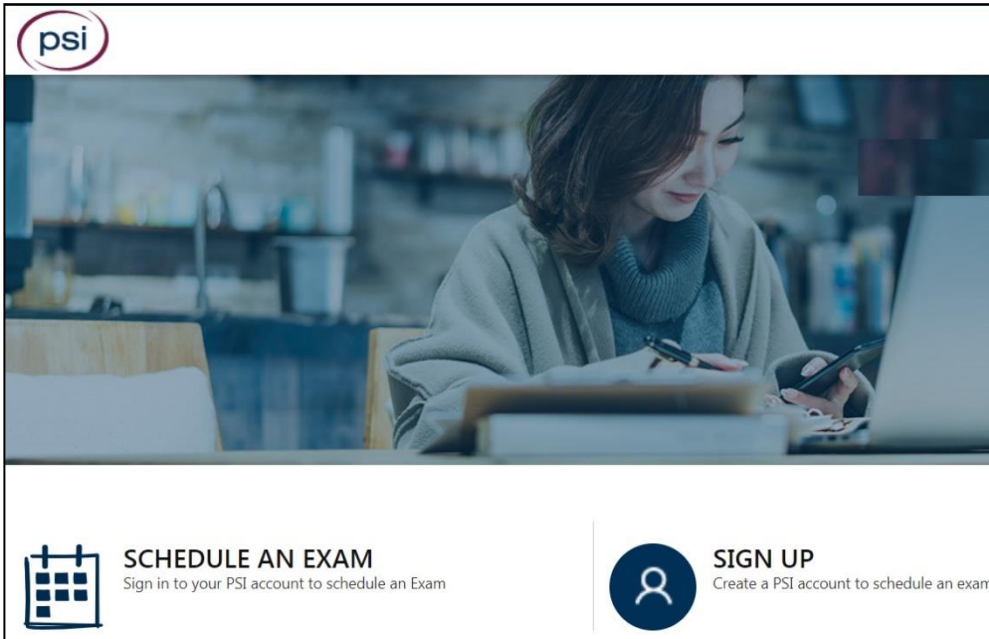 psi
SCHEDULE AN EXAM
Sign in to your PSI account to schedule an Exam
SIGN UP
Create a PSI account to schedule an exam